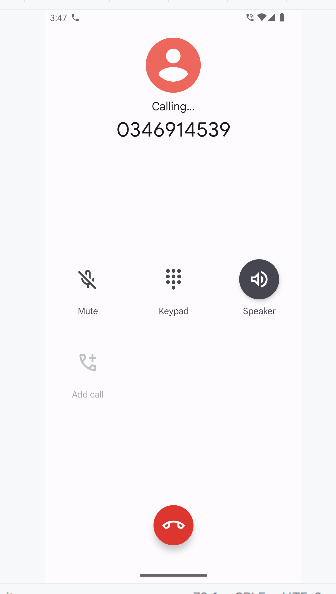 3:47
Calling...
0346914539
Mute Keypad Speaker
Add call